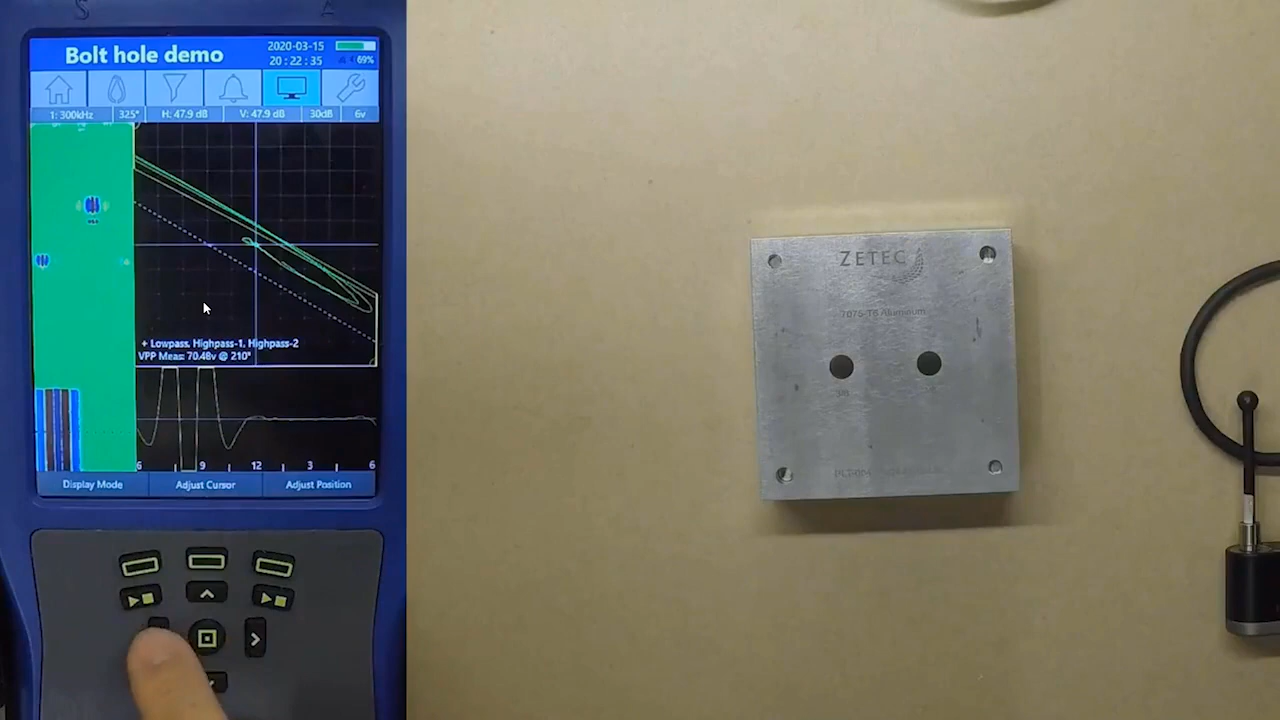 Bolt hole demo
2020-03-15
20 : 22 : 35
69%
1: 300kHz 325° H: 47.9 dB V: 47.9 dB 30dB 6v
+ Lowpass, Highpass-1, Highpass-2
VPP Meas: 70.48v @ 210°
6 9 12 3 6
Display Mode Adjust Cursor Adjust Position
ZETEC
7075-T6 Aluminum